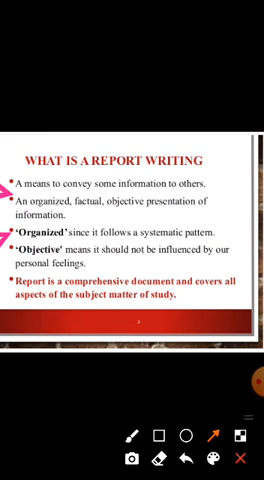 WHAT IS A REPORT WRITING
• A means to convey some information to others.
• An organized, factual, objective presentation of
information.
• ‘Organized’ since it follows a systematic pattern.
• ‘Objective’ means it should not be influenced by our
personal feelings.
• Report is a comprehensive document and covers all
aspects of the subject matter of study.